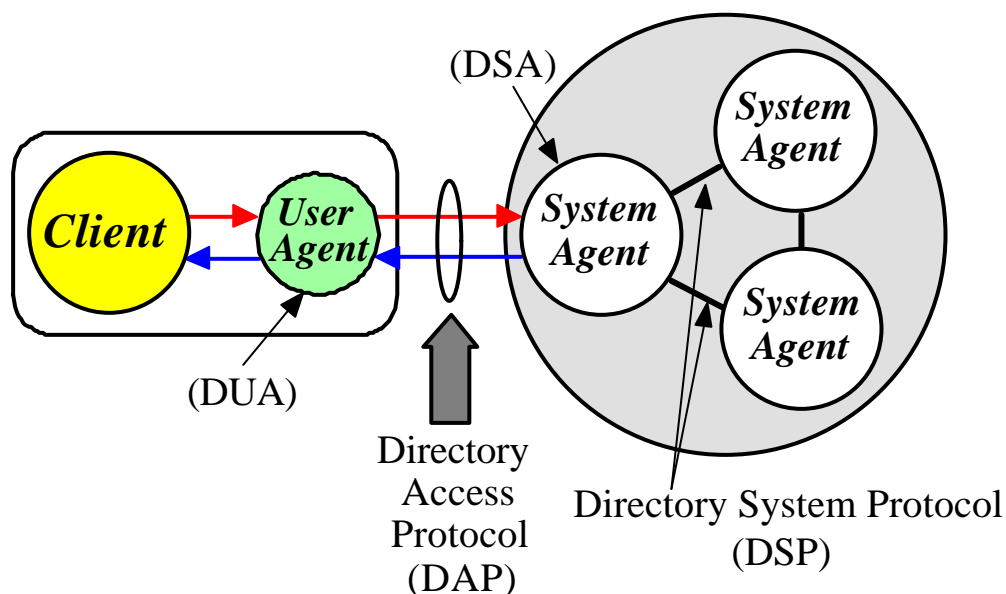 (DSA)
System
Agent
Client
User
Agent
System
Agent
System
Agent
(DUA)
Directory
Access
Protocol
(DAP)
Directory System Protocol
(DSP)